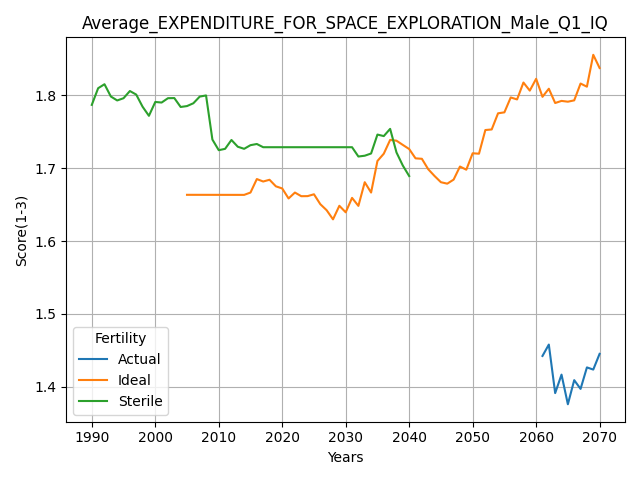 Average_EXPENDITURE_FOR_SPACE_EXPLORATION_Male_Q1_IQ
Score(1-3)
1.8
1.7
1.6
1.5
1.4
Fertility
Actual
Ideal
Sterile
1990 2000 2010 2020 2030 2040 2050 2060 2070
Years